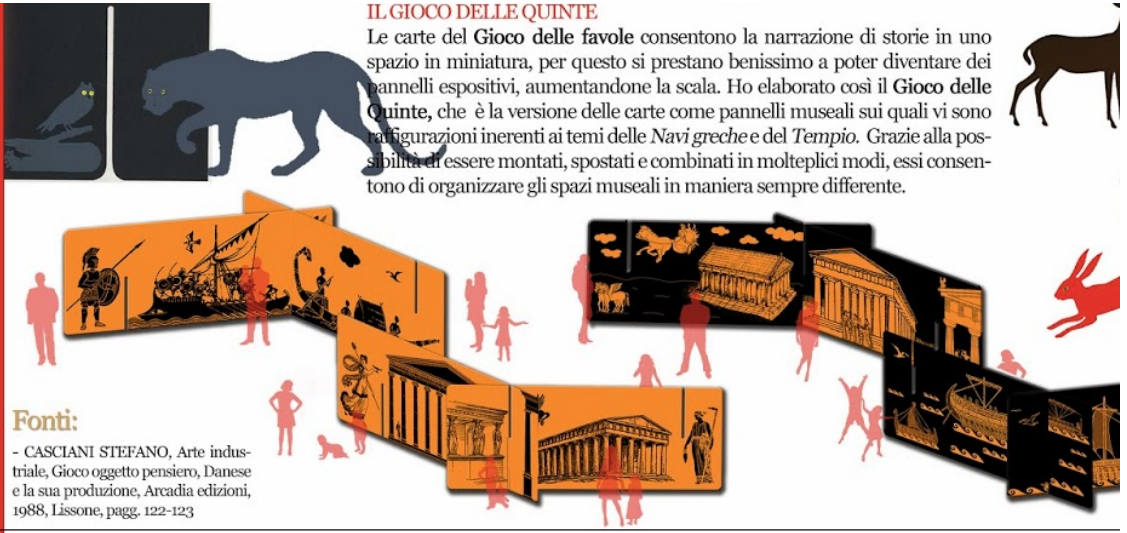 IL GIOCO DELLE QUINTE
Le carte del Gioco delle favole consentono la narrazione di storie in uno
spazio in miniatura, per questo si prestano benissimo a poter diventare dei
pannelli espositivi, aumentandone la scala. Ho elaborato così il Gioco delle
Quinte, che è la versione delle carte come pannelli museali sui quali vi sono
raffigurazioni inerenti ai temi delle Navi greche e del Tempio. Grazie alla pos-
sibilità di essere montati, spostati e combinati in molteplici modi, essi consen-
tono di organizzare gli spazi museali in maniera sempre differente.
Fonti:
- CASCIANI STEFANO, Arte indus-
triale, Gioco oggetto pensiero, Danese
e la sua produzione, Arcadia edizioni,
1988, Lissone, pagg. 122-123